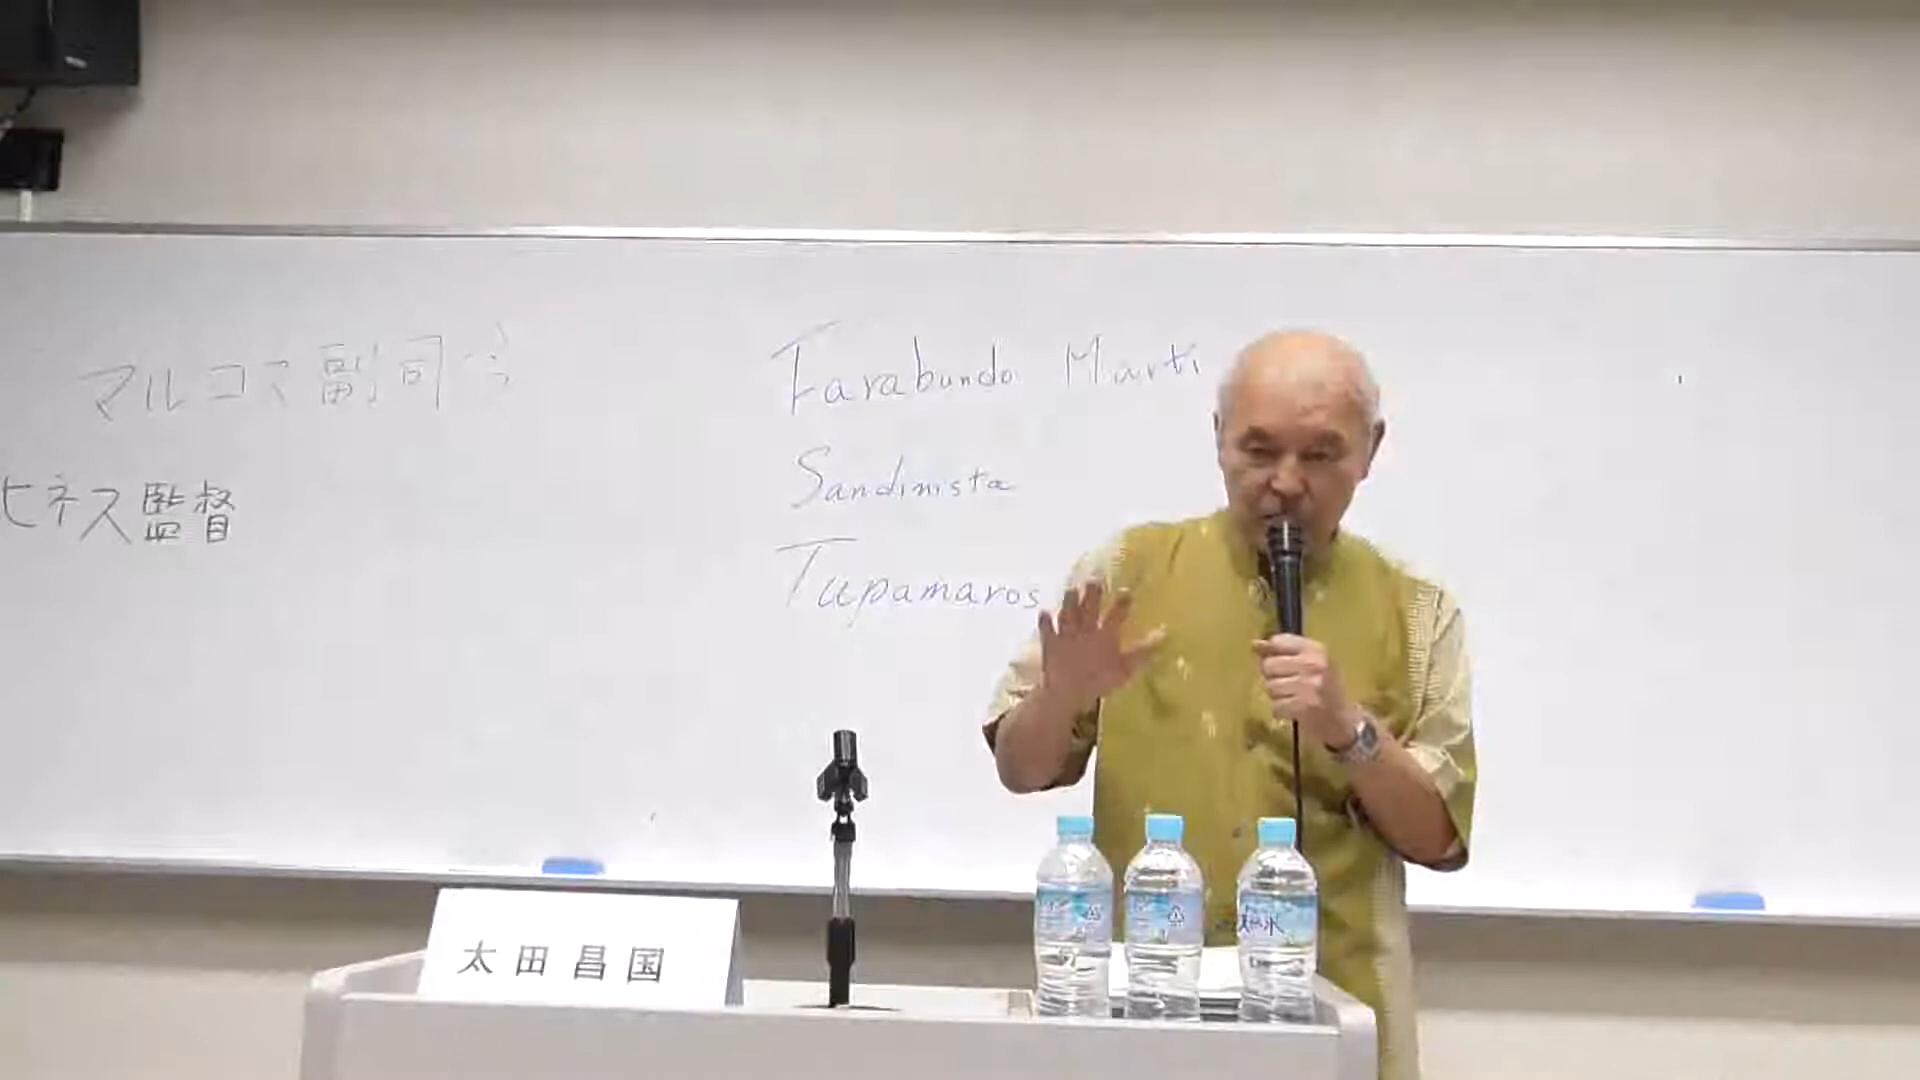 マルコス副司令
ヒネス監督
Farabundo Marti
Sandinista
Tupamaros
太田昌国